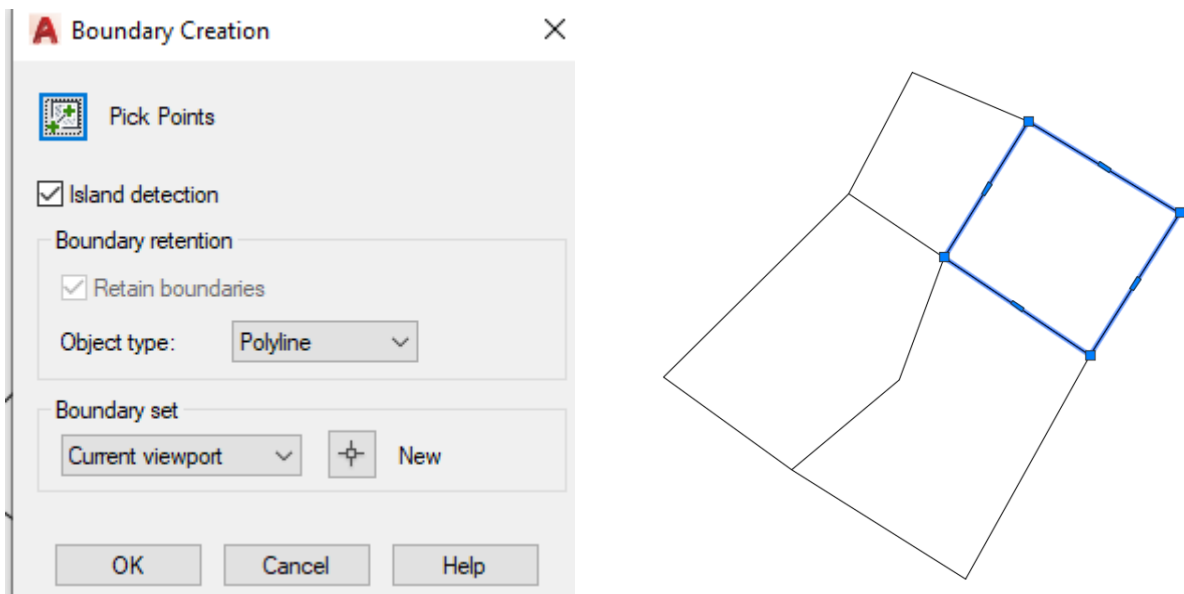 Boundary Creation
Pick Points
Island detection
Boundary retention
Retain boundaries
Object type: Polyline
Boundary set
Current viewport New
OK Cancel Help